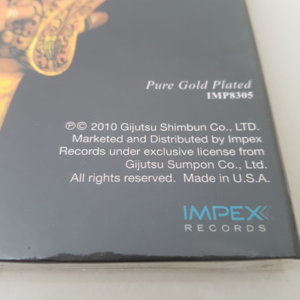 Pure Gold Plated
IMP8305
℗© 2010 Gijutsu Shimbun Co., LTD.
Marketed and Distributed by Impex
Records under exclusive license from
Gijutsu Sumpon Co., Ltd.
All rights reserved. Made in U.S.A.
IMPEX
RECORDS